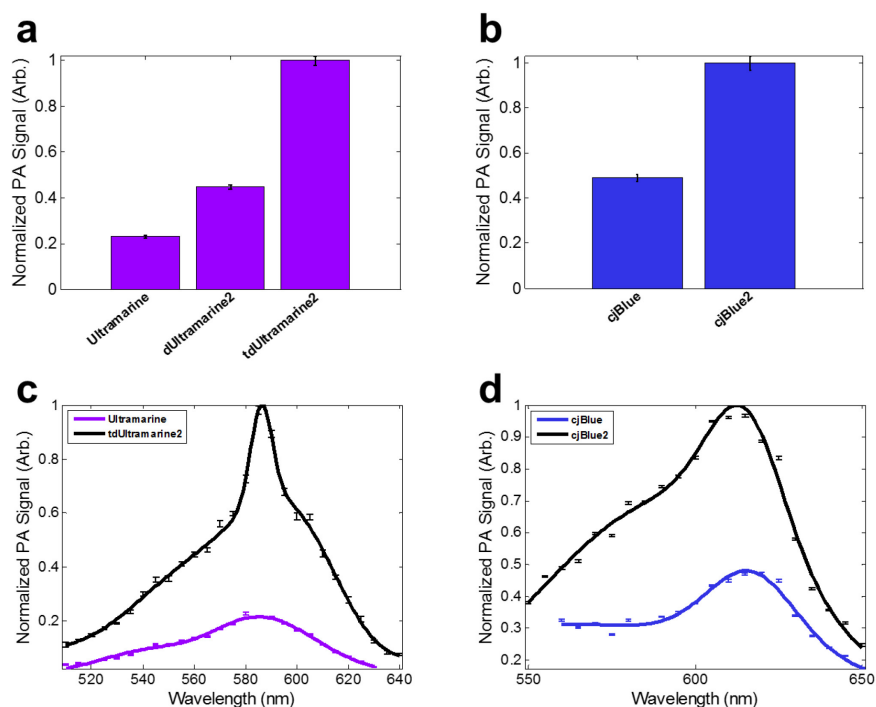 a
Normalized PA Signal (Arb.)
1
0.8
0.6
0.4
0.2
0
Ultramarine
dUltramarine2
tdUltramarine2
b
Normalized PA Signal (Arb.)
1
0.8
0.6
0.4
0.2
0
cjBlue
cjBlue2
c
Normalized PA Signal (Arb.)
1
0.8
0.6
0.4
0.2
Ultramarine
tdUltramarine2
520 540 560 580 600 620 640
Wavelength (nm)
d
Normalized PA Signal (Arb.)
1
0.9
0.8
0.7
0.6
0.5
0.4
0.3
0.2
cjBlue
cjBlue2
550 600 650
Wavelength (nm)